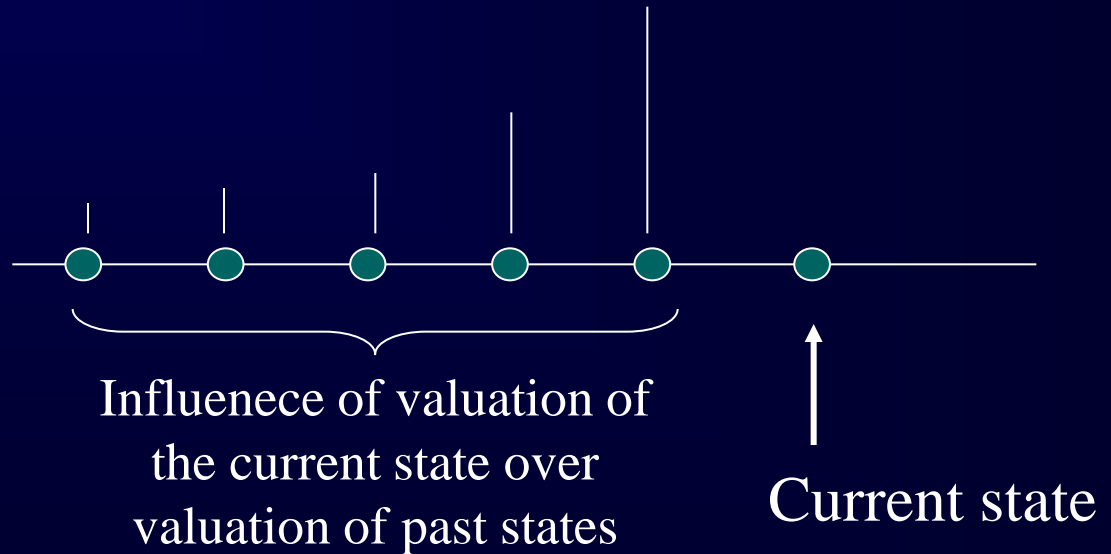 Influenece of valuation of
the current state over
valuation of past states
Current state